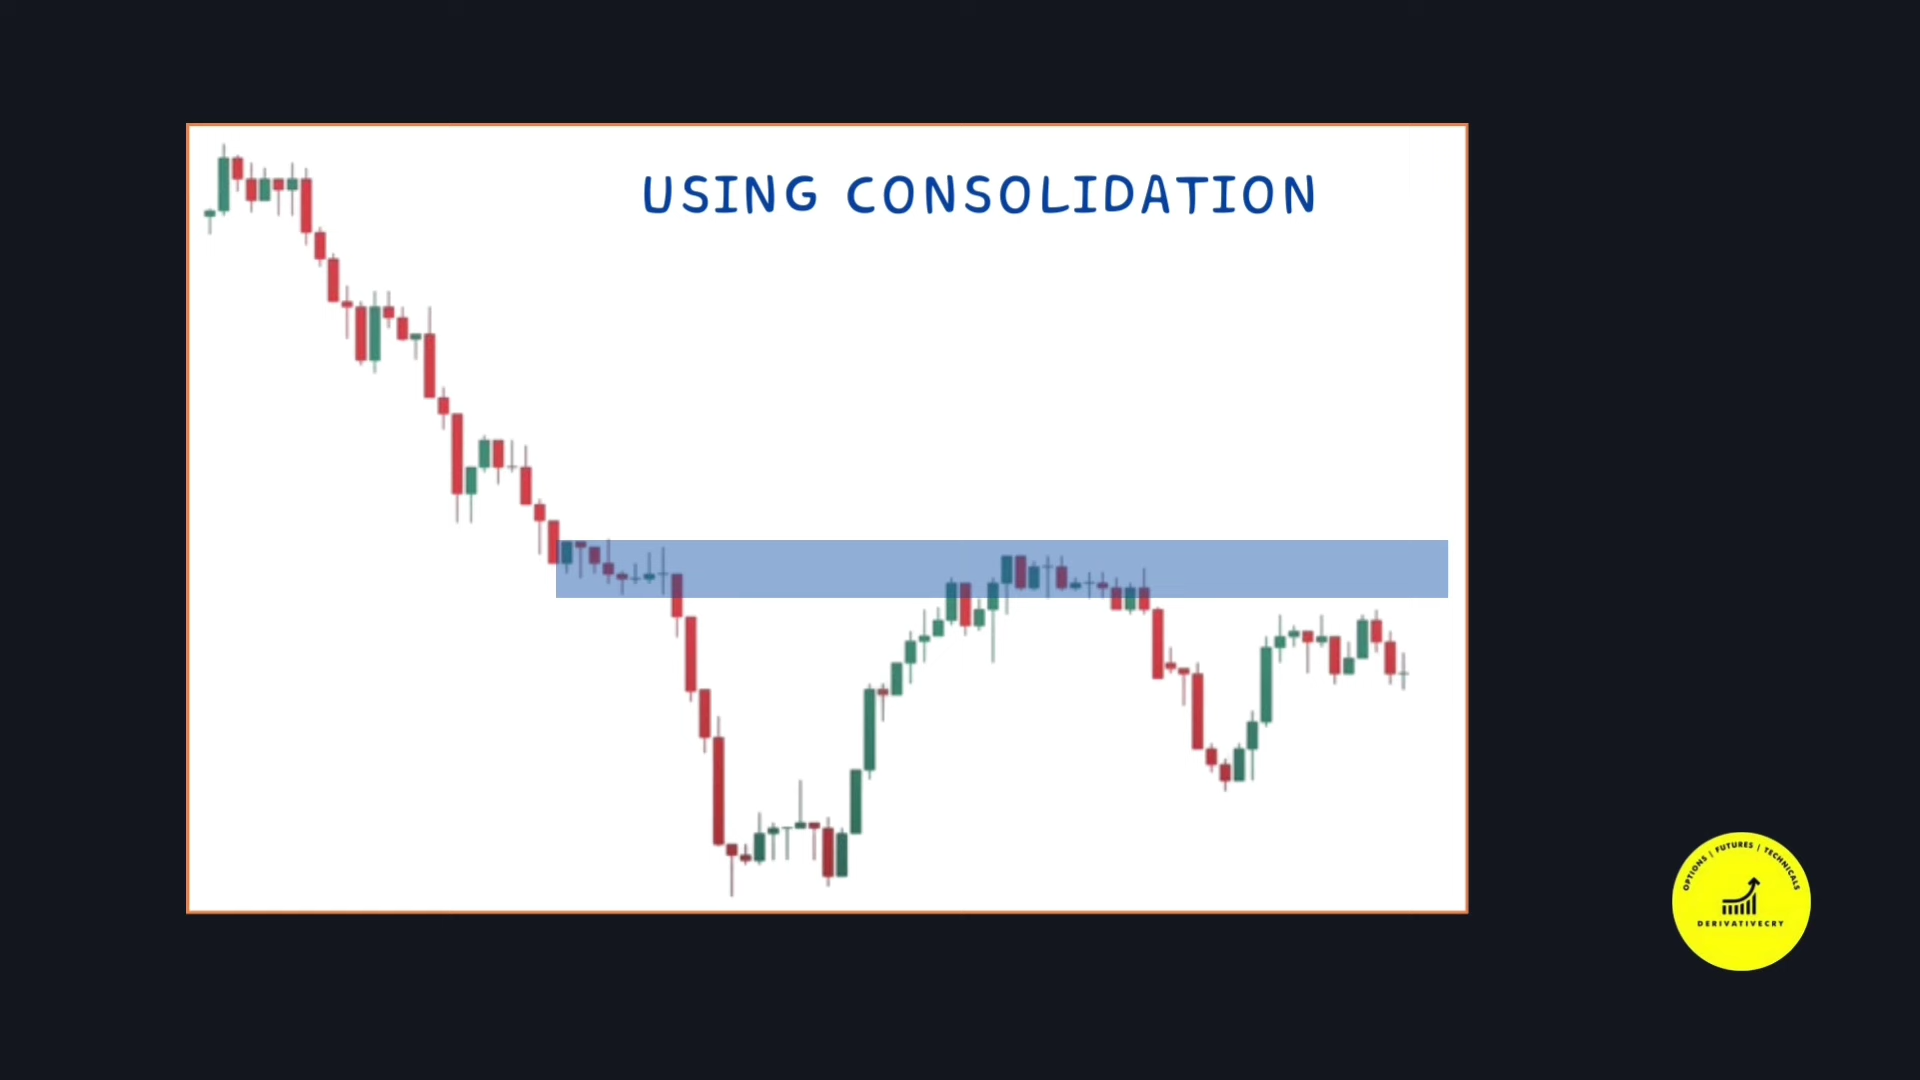 USING CONSOLIDATION
OPTIONS | FUTURES | TECHNICALS
DERIVATIVECRY